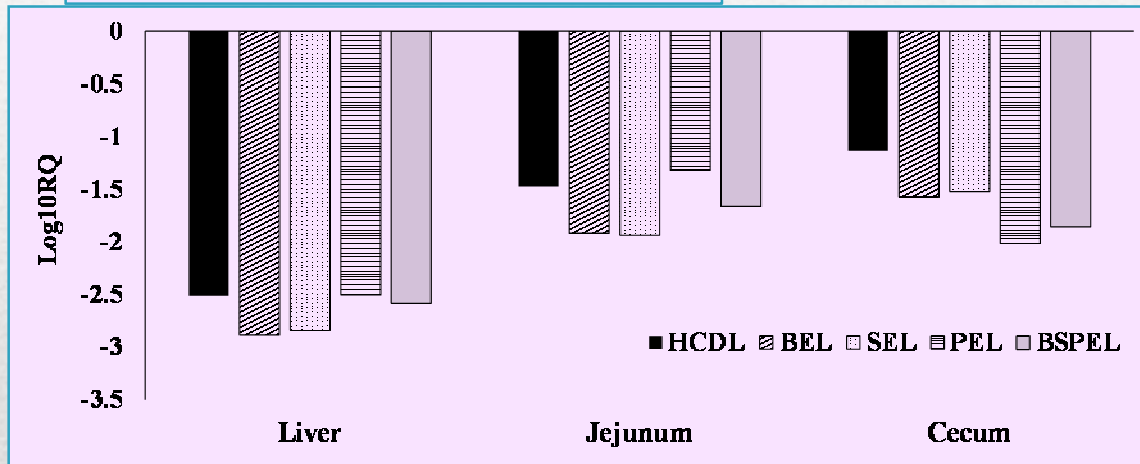 0
-0.5
-1
-1.5
-2
-2.5
-3
-3.5
Log10RQ
HCDL BEL SEL PEL BSPEL
Liver Jejunum Cecum